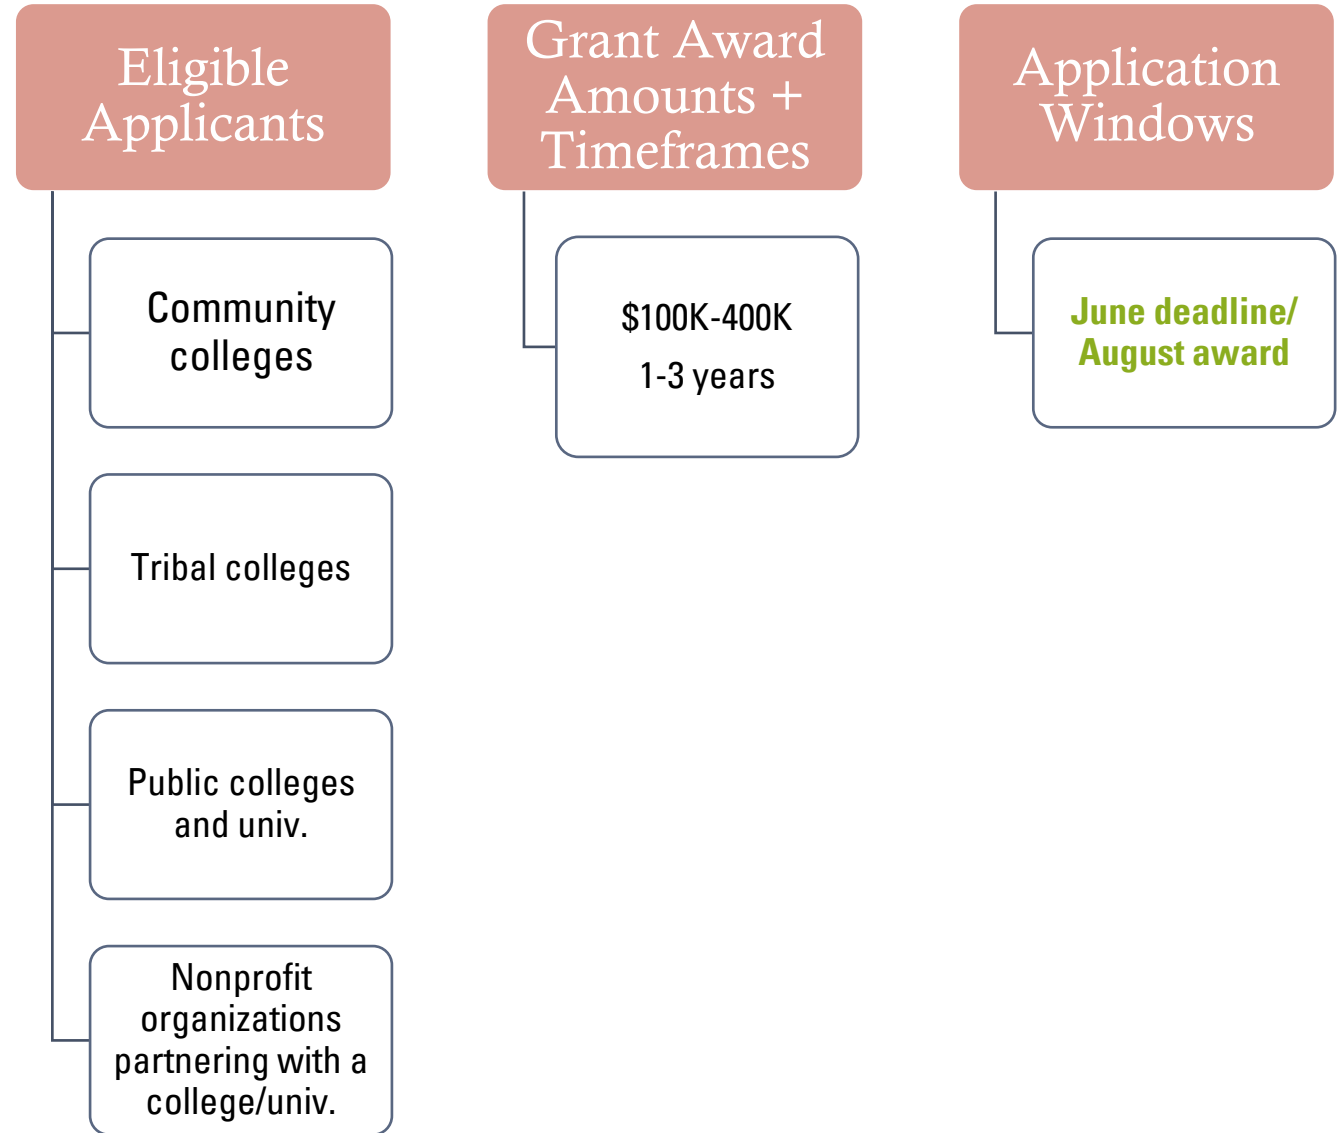 Eligible
Applicants
Community
colleges
Tribal colleges
Public colleges
and univ.
Nonprofit
organizations
partnering with a
college/univ.
Grant Award
Amounts +
Timeframes
$100K-400K
1-3 years
Application
Windows
June deadline/
August award